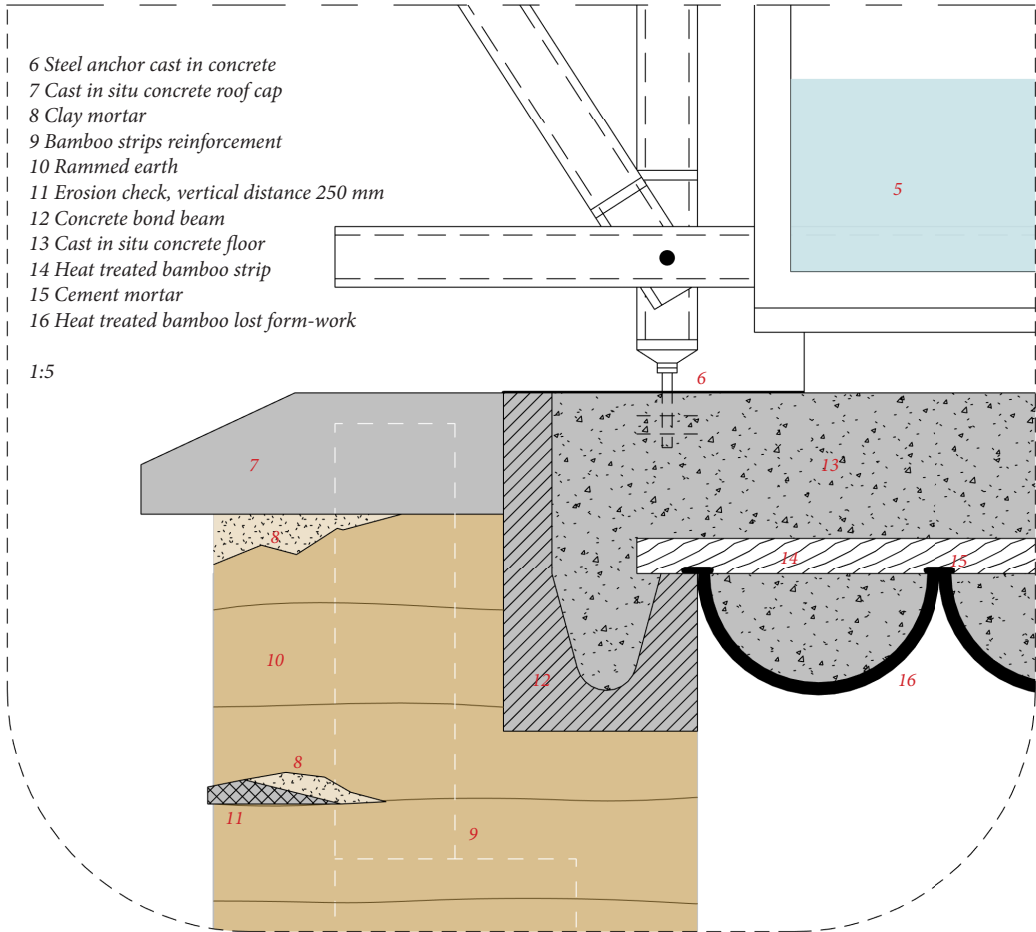 6 Steel anchor cast in concrete
7 Cast in situ concrete roof cap
8 Clay mortar
9 Bamboo strips reinforcement
10 Rammed earth
11 Erosion check, vertical distance 250 mm
12 Concrete bond beam
13 Cast in situ concrete floor
14 Heat treated bamboo strip
15 Cement mortar
16 Heat treated bamboo lost form-work
1:5
5
6
7
13
8
14
15
10
12
16
8
11
9